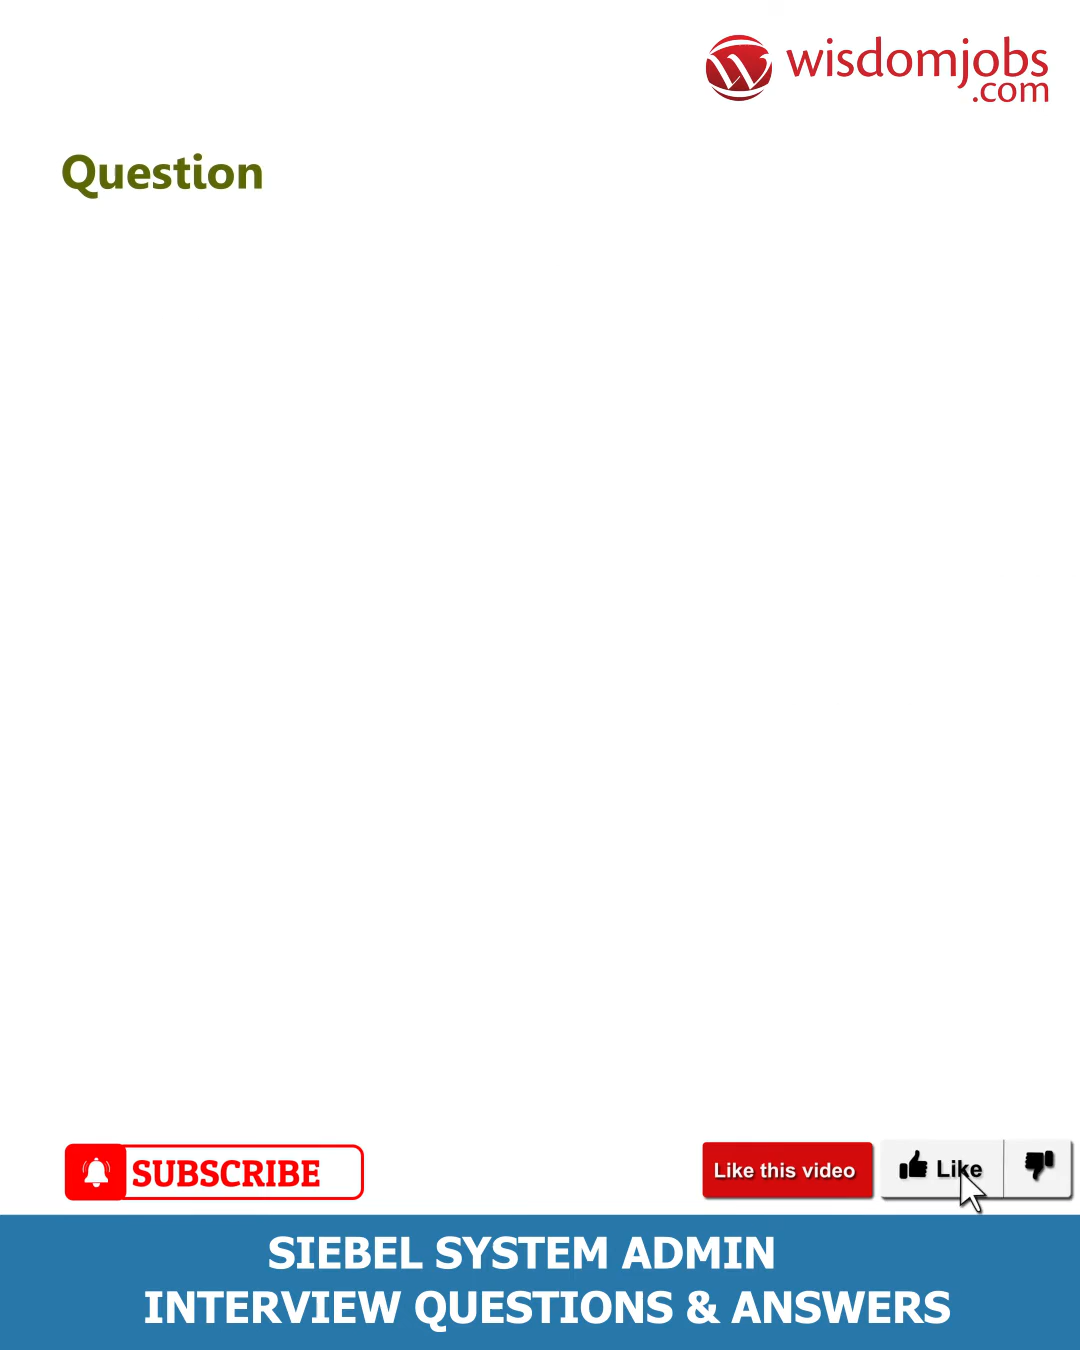 wisdomjobs
.com
Question
SUBSCRIBE
Like this video
Like
SIEBEL SYSTEM ADMIN
INTERVIEW QUESTIONS & ANSWERS